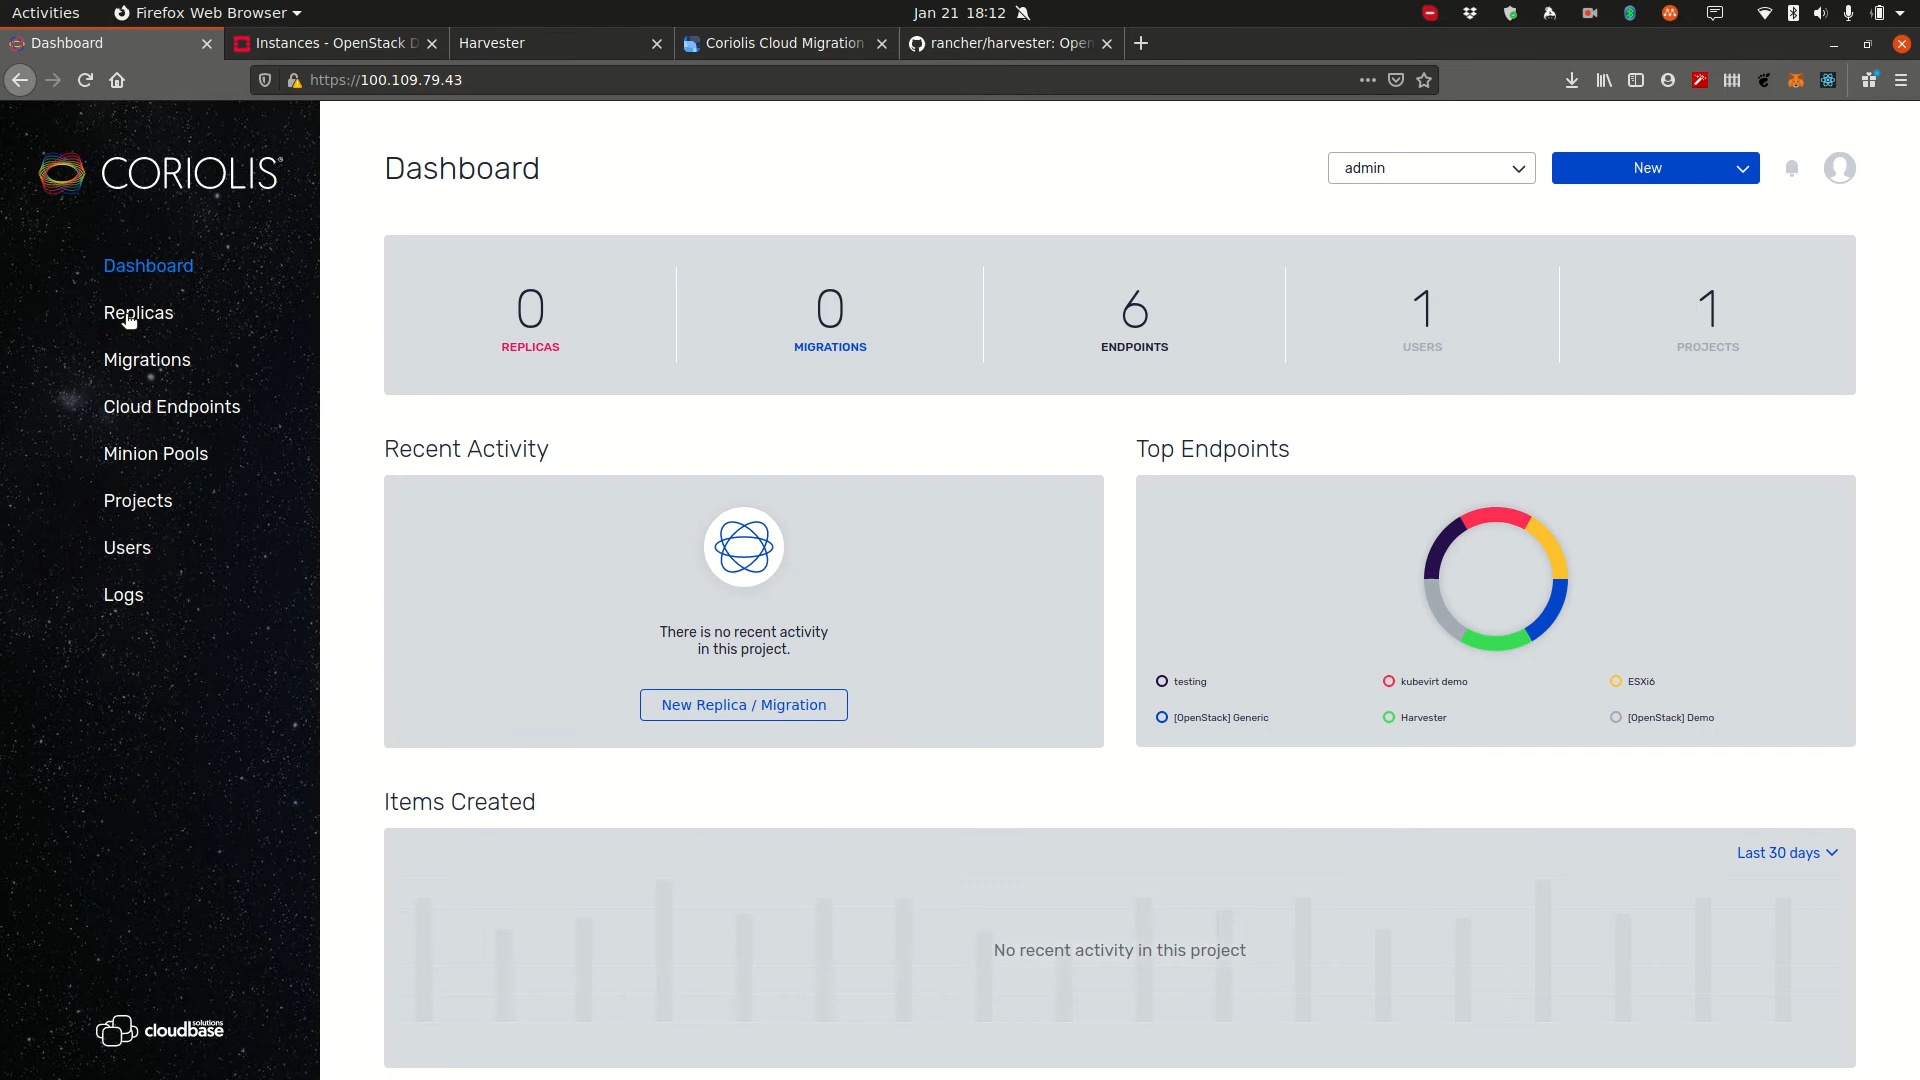 Activities
Firefox Web Browser
Jan 21 18:12
Dashboard
Instances - OpenStack D
Harvester
Coriolis Cloud Migration
rancher/harvester: Open
https://100.109.79.43
CORIOLIS
Dashboard
Replicas
Migrations
Cloud Endpoints
Minion Pools
Projects
Users
Logs
cloudbase
solutions
Dashboard
admin
New
0
REPLICAS
0
MIGRATIONS
6
ENDPOINTS
1
USERS
1
PROJECTS
Recent Activity
There is no recent activity
in this project.
New Replica / Migration
Top Endpoints
testing
kubevirt demo
ESXi6
[OpenStack] Generic
Harvester
[OpenStack] Demo
Items Created
Last 30 days
No recent activity in this project